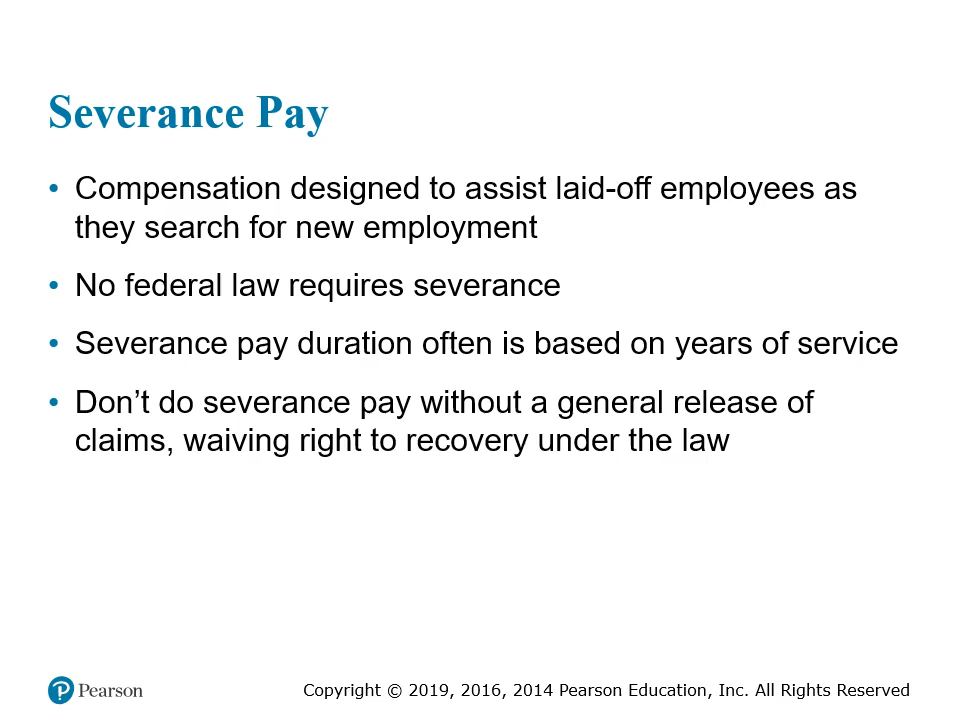 Severance Pay
• Compensation designed to assist laid-off employees as
they search for new employment
• No federal law requires severance
• Severance pay duration often is based on years of service
• Don’t do severance pay without a general release of
claims, waiving right to recovery under the law
Pearson
Copyright © 2019, 2016, 2014 Pearson Education, Inc. All Rights Reserved